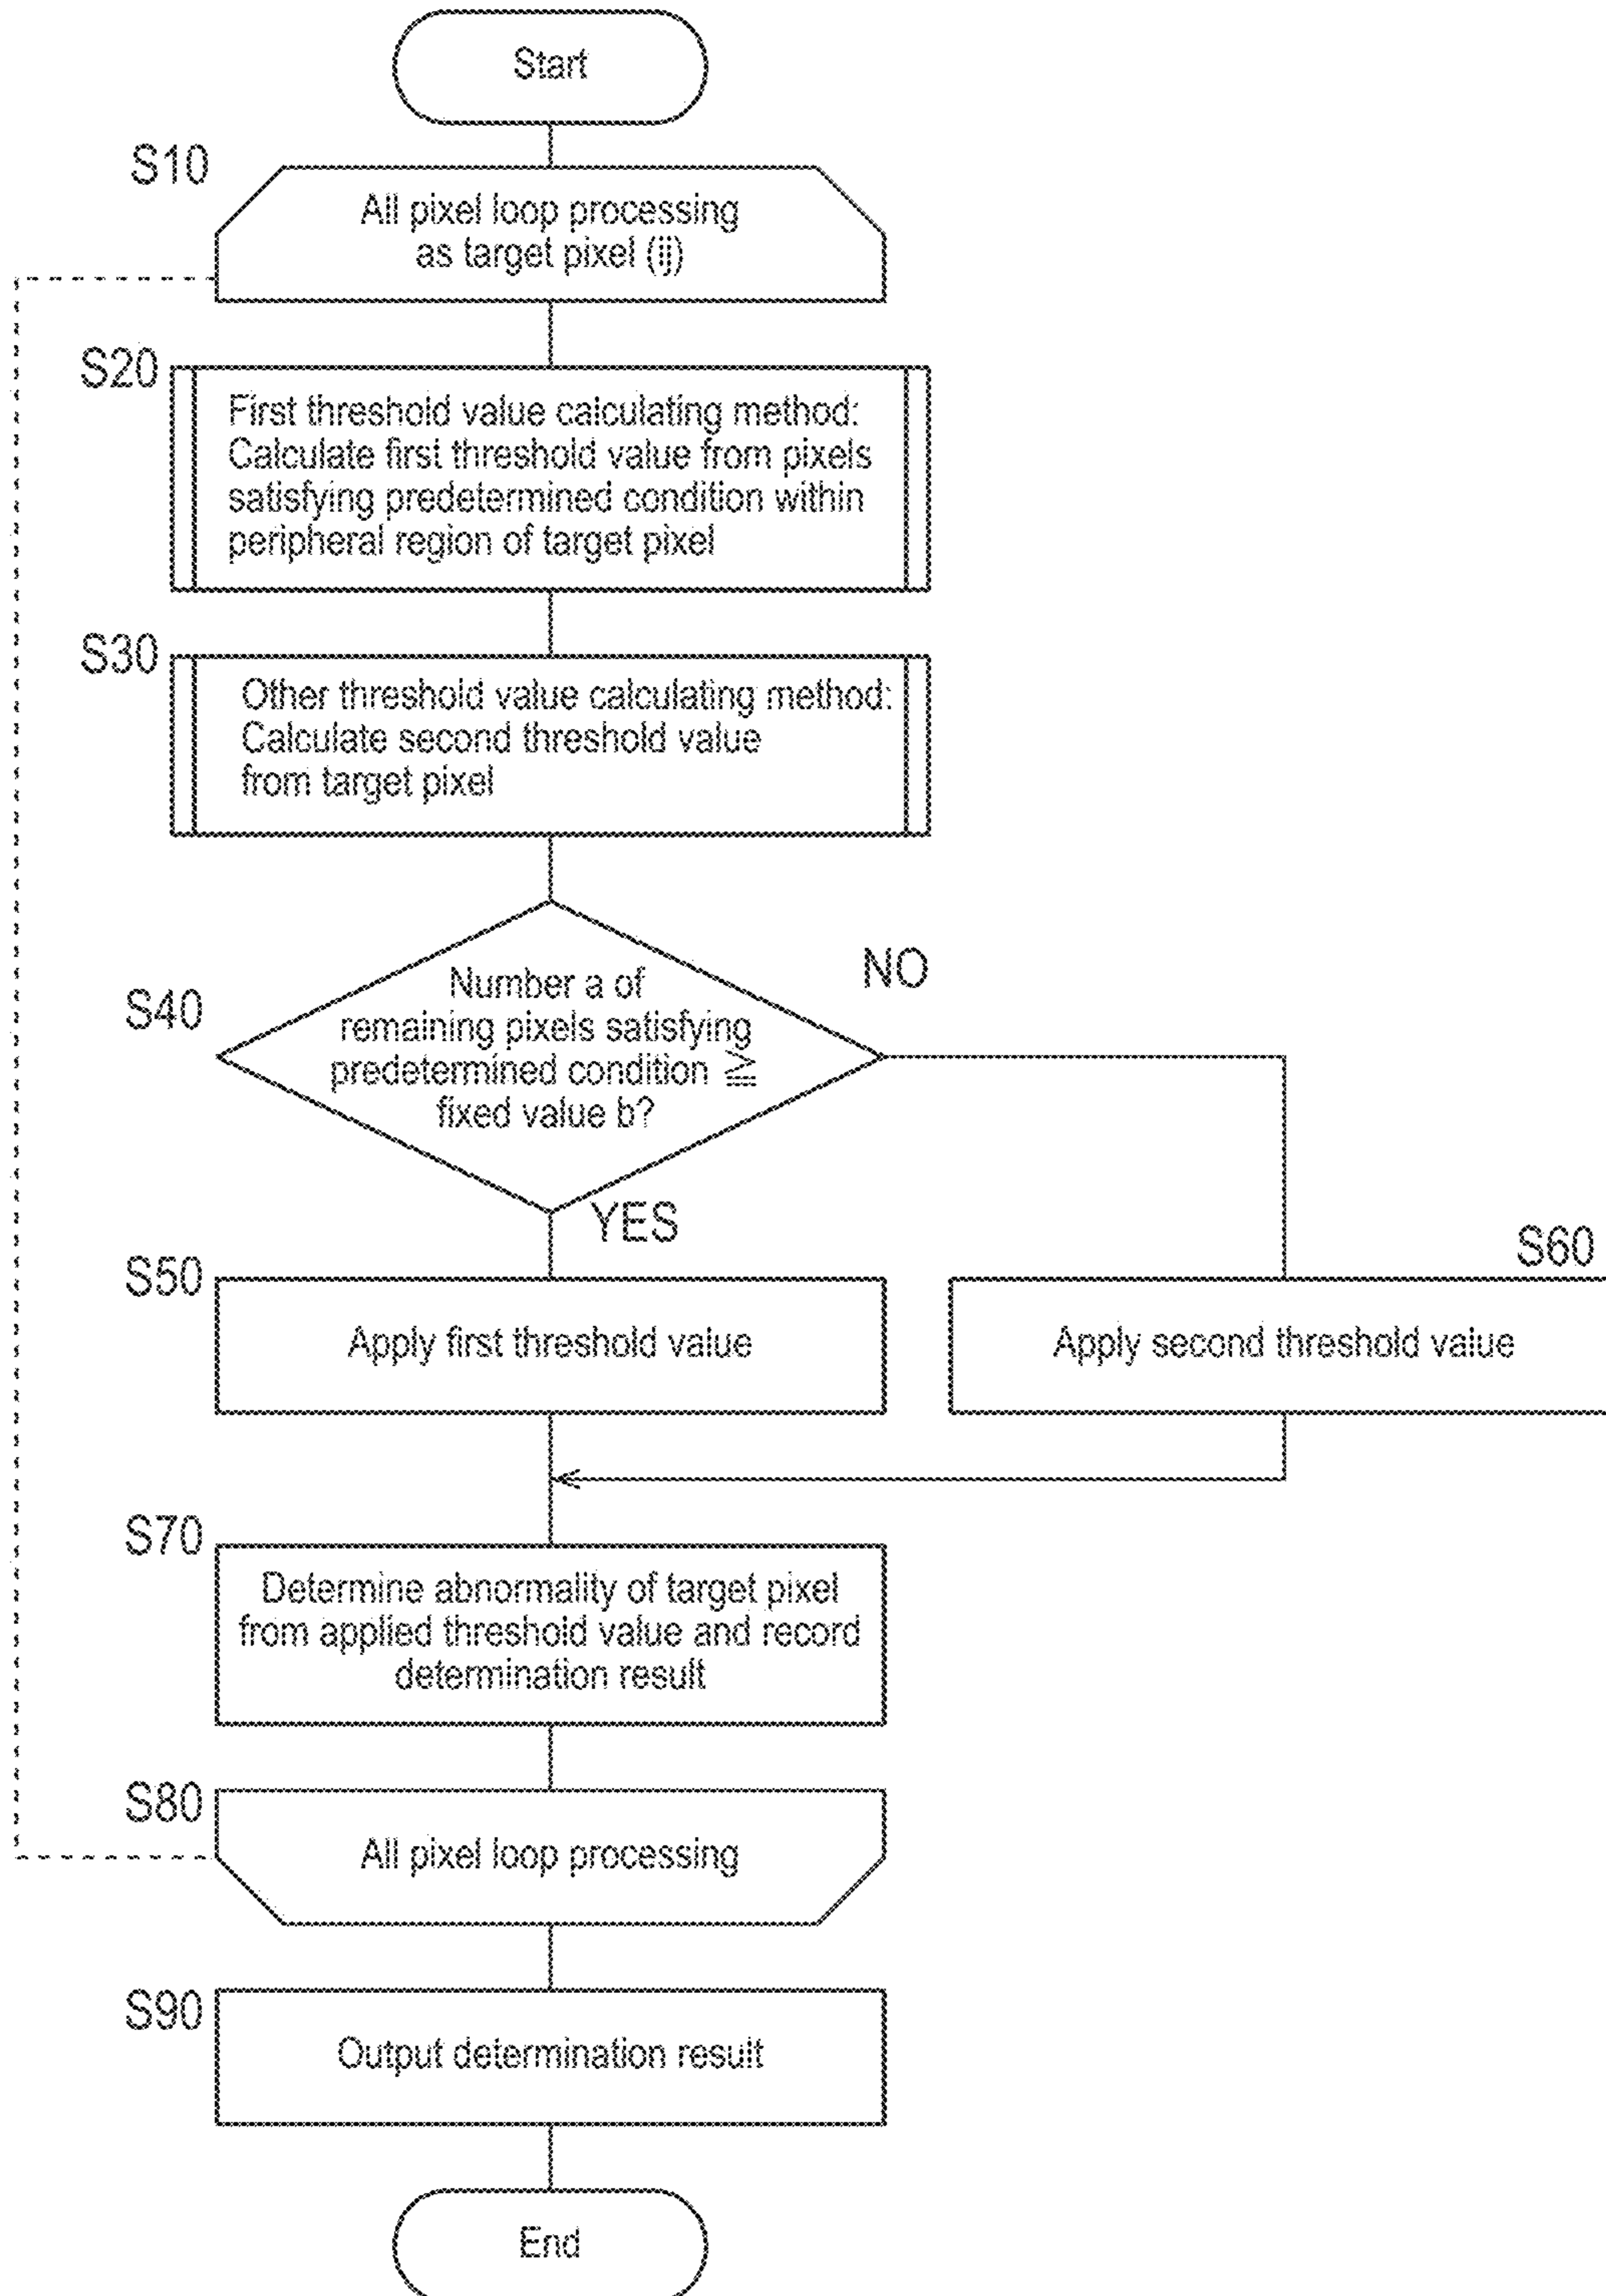 Start
S10
All pixel loop processing
as target pixel (ij)
S20
First threshold value calculating method:
Calculate first threshold value from pixels
satisfying predetermined condition within
peripheral region of target pixel
S30
Other threshold value calculating method:
Calculate second threshold value
from target pixel
S40
Number a of
remaining pixels satisfying
predetermined condition ≧
fixed value b?
NO
YES
S50
Apply first threshold value
S60
Apply second threshold value
S70
Determine abnormality of target pixel
from applied threshold value and record
determination result
S80
All pixel loop processing
S90
Output determination result
End